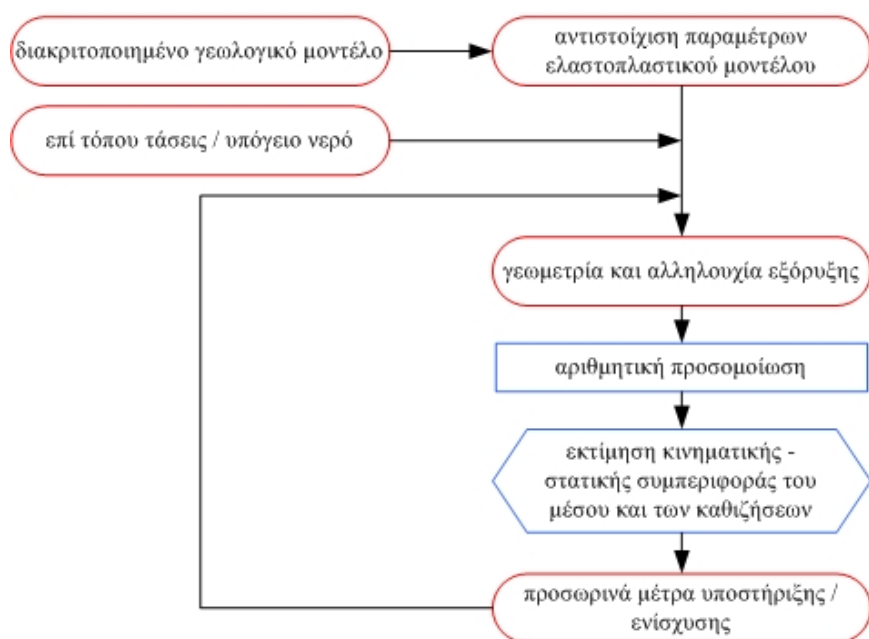 διακριτοποιημένο γεωλογικό μοντέλο
αντιστοίχιση παραμέτρων
ελαστοπλαστικού μοντέλου
επί τόπου τάσεις / υπόγειο νερό
γεωμετρία και αλληλουχία εξόρυξης
αριθμητική προσομοίωση
εκτίμηση κινηματικής -
στατικής συμπεριφοράς του
μέσου και των καθιζήσεων
προσωρινά μέτρα υποστήριξης /
ενίσχυσης